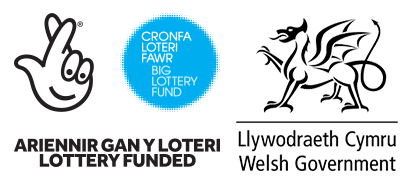 CRONFA
LOTERI
FAWR
BIG
LOTTERY
FUND
ARIENNIR GAN Y LOTERI
LOTTERY FUNDED
Llywodraeth Cymru
Welsh Government